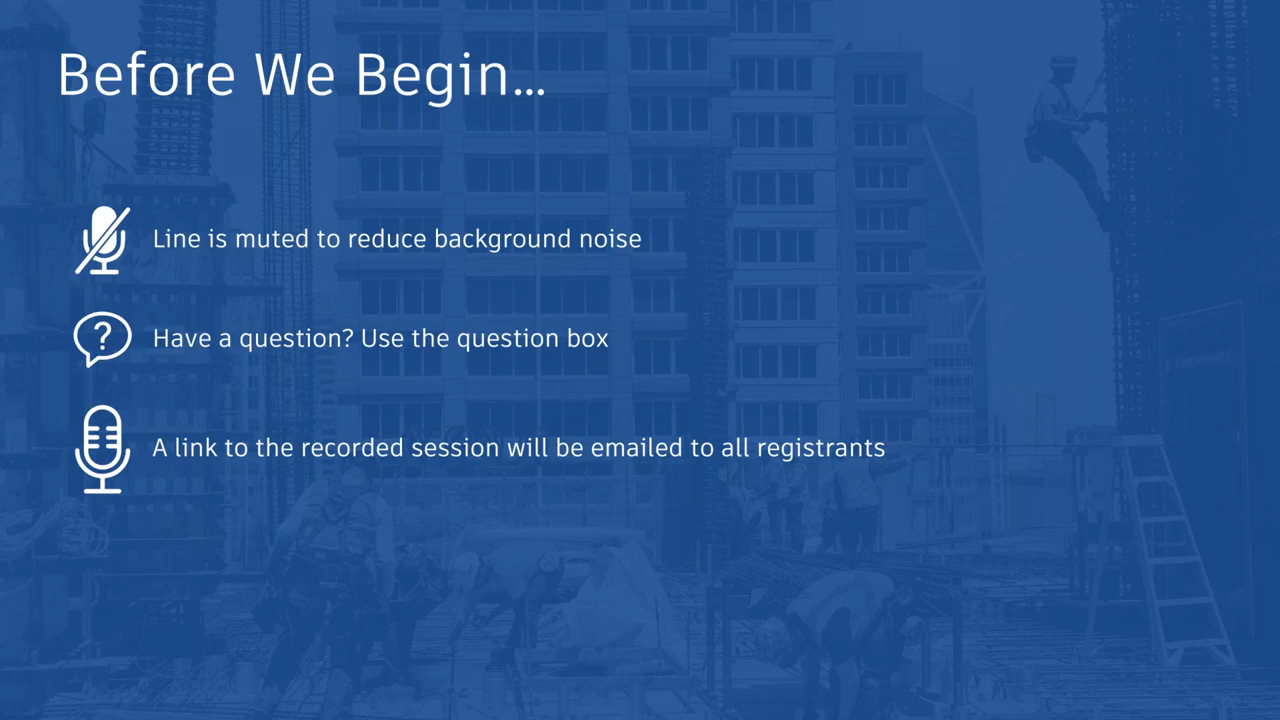 Before We Begin...
Line is muted to reduce background noise
Have a question? Use the question box
A link to the recorded session will be emailed to all registrants